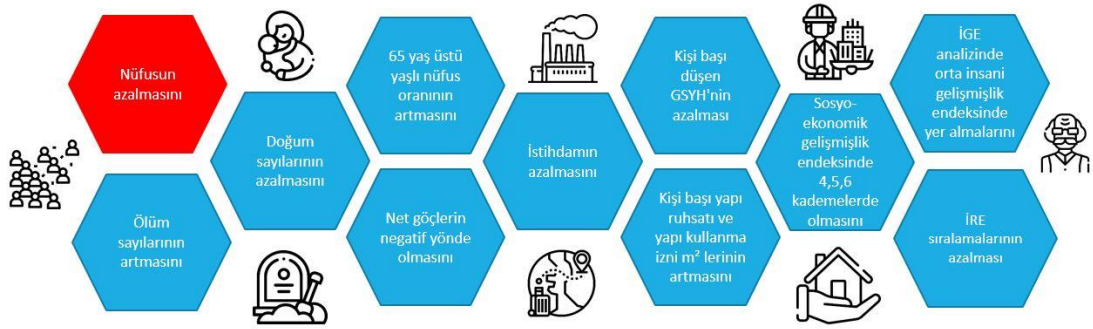 Nüfusun
azalmasını
Ölüm
sayılarının
artmasını
Doğum
sayılarının
azalmasını
65 yaş üstü
yaşlı nüfus
oranının
artmasını
Net göçlerin
negatif yönde
olmasını
İstihdamın
azalmasını
Kişi başı
düşen
GSYH'nin
azalması
Kişi başı yapı
ruhsatı ve
yapı kullanma
izni m² lerinin
artmasını
Sosyo-
ekonomik
gelişmişlik
endeksinde
4,5,6
kademelerde
olmasını
İGE
analizinde
orta insani
gelişmişlik
endeksinde
yer almalarını
İRE
sıralamalarının
azalması